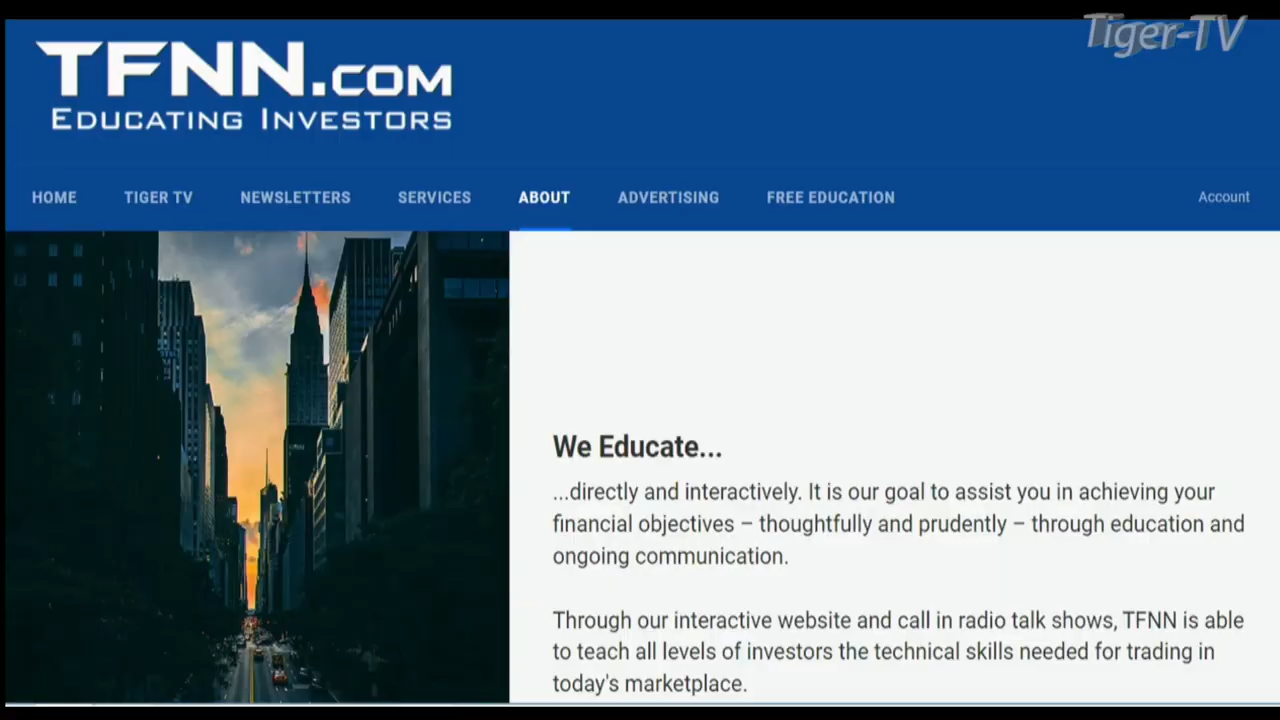 Tiger-TV
TFNN.COM
EDUCATING INVESTORS
HOME TIGER TV NEWSLETTERS SERVICES ABOUT ADVERTISING FREE EDUCATION Account
We Educate...
...directly and interactively. It is our goal to assist you in achieving your
financial objectives – thoughtfully and prudently – through education and
ongoing communication.
Through our interactive website and call in radio talk shows, TFNN is able
to teach all levels of investors the technical skills needed for trading in
today's marketplace.